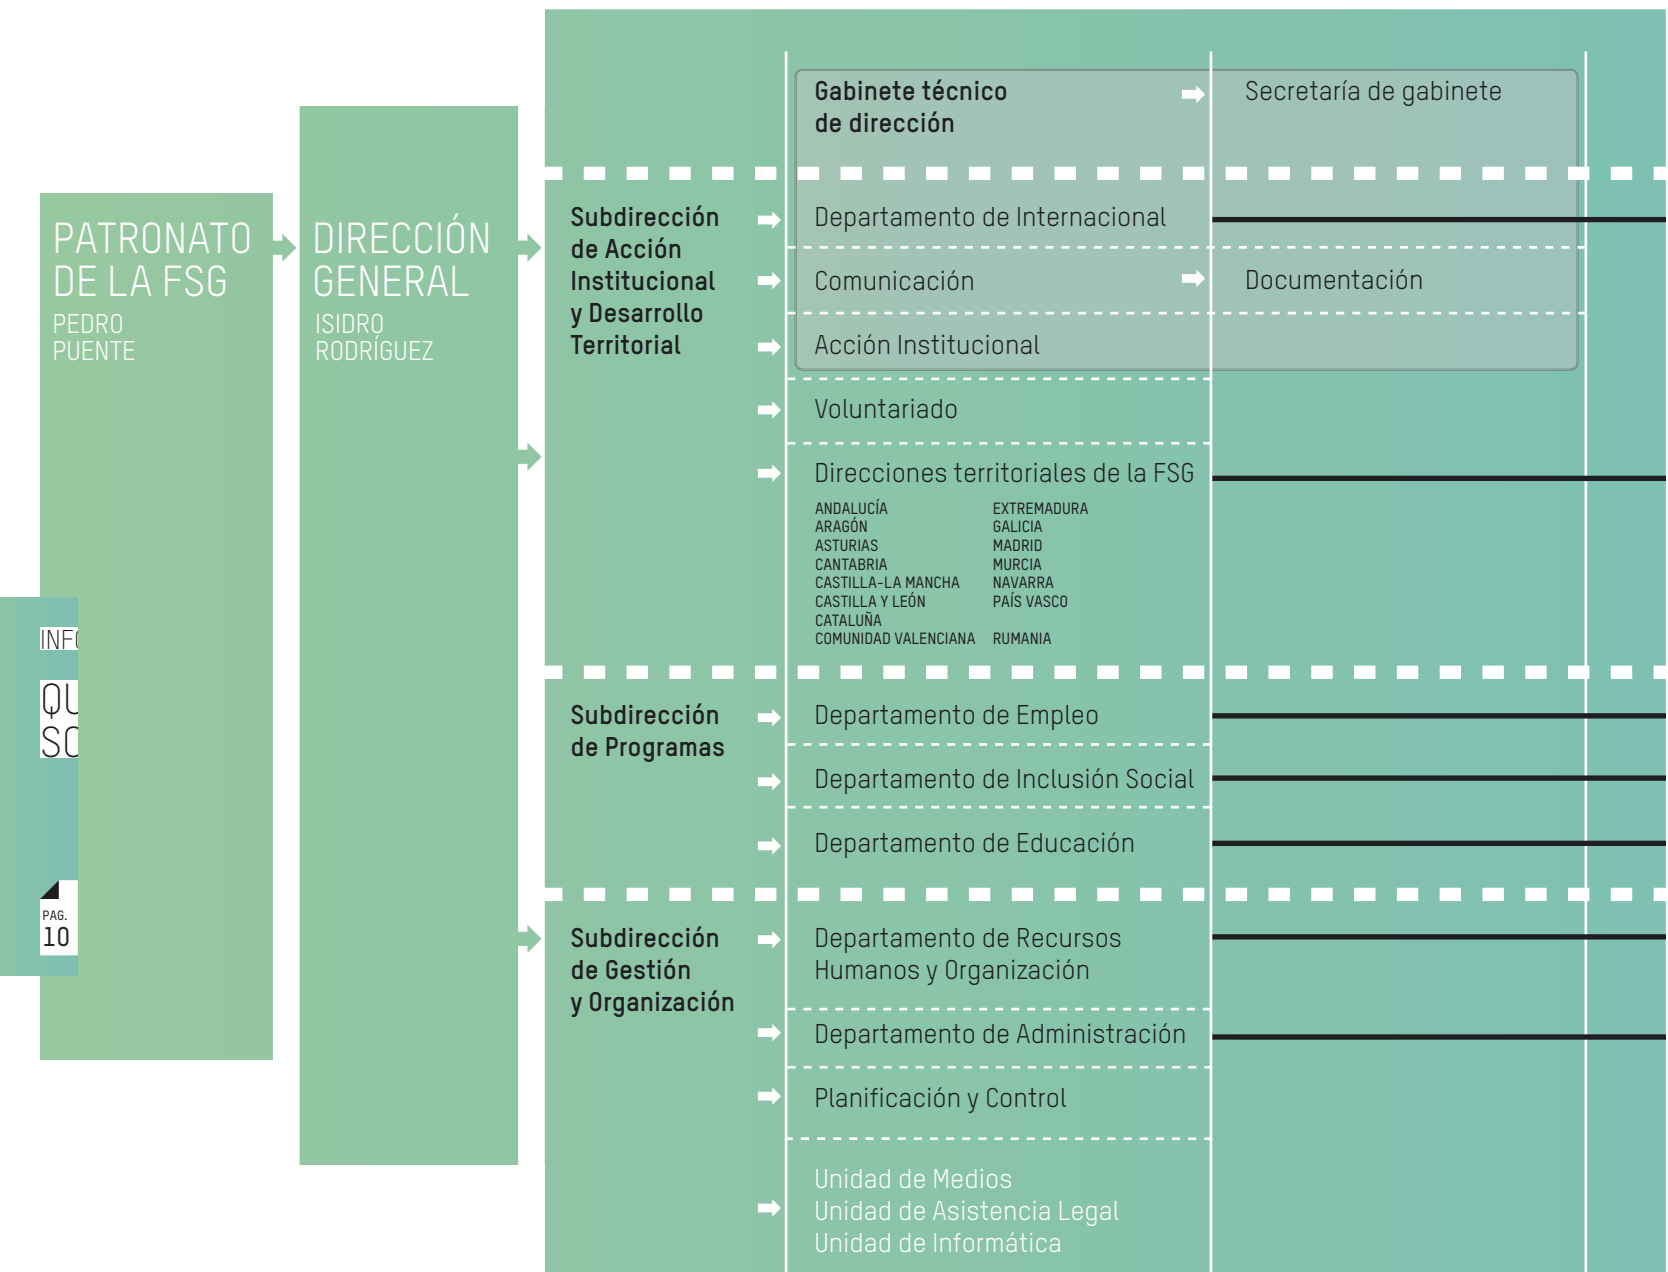 PATRONATO
DE LA FSG
PEDRO
PUENTE
DIRECCIÓN
GENERAL
ISIDRO
RODRÍGUEZ
Gabinete técnico
de dirección
Secretaría de gabinete
Subdirección
de Acción
Institucional
y Desarrollo
Territorial
Departamento de Internacional
Comunicación
Documentación
Acción Institucional
Voluntariado
Direcciones territoriales de la FSG
ANDALUCÍA
ARAGÓN
ASTURIAS
CANTABRIA
CASTILLA-LA MANCHA
CASTILLA Y LEÓN
CATALUÑA
COMUNIDAD VALENCIANA
EXTREMADURA
GALICIA
MADRID
MURCIA
NAVARRA
PAÍS VASCO
RUMANIA
Subdirección
de Programas
Departamento de Empleo
Departamento de Inclusión Social
Departamento de Educación
Subdirección
de Gestión
y Organización
Departamento de Recursos
Humanos y Organización
Departamento de Administración
Planificación y Control
Unidad de Medios
Unidad de Asistencia Legal
Unidad de Informática
PAG.
10